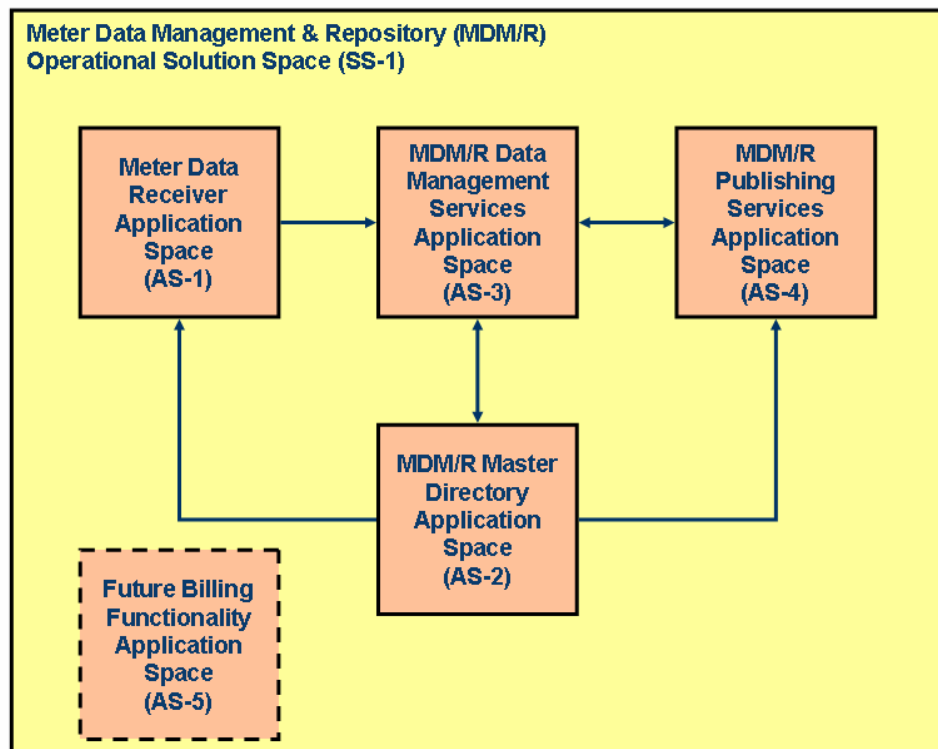 Meter Data Management & Repository (MDM/R)
Operational Solution Space (SS-1)
Meter Data
Receiver
Application
Space
(AS-1)
MDM/R Data
Management
Services
Application
Space
(AS-3)
MDM/R
Publishing
Services
Application
Space
(AS-4)
MDM/R Master
Directory
Application
Space
(AS-2)
Future Billing
Functionality
Application
Space
(AS-5)